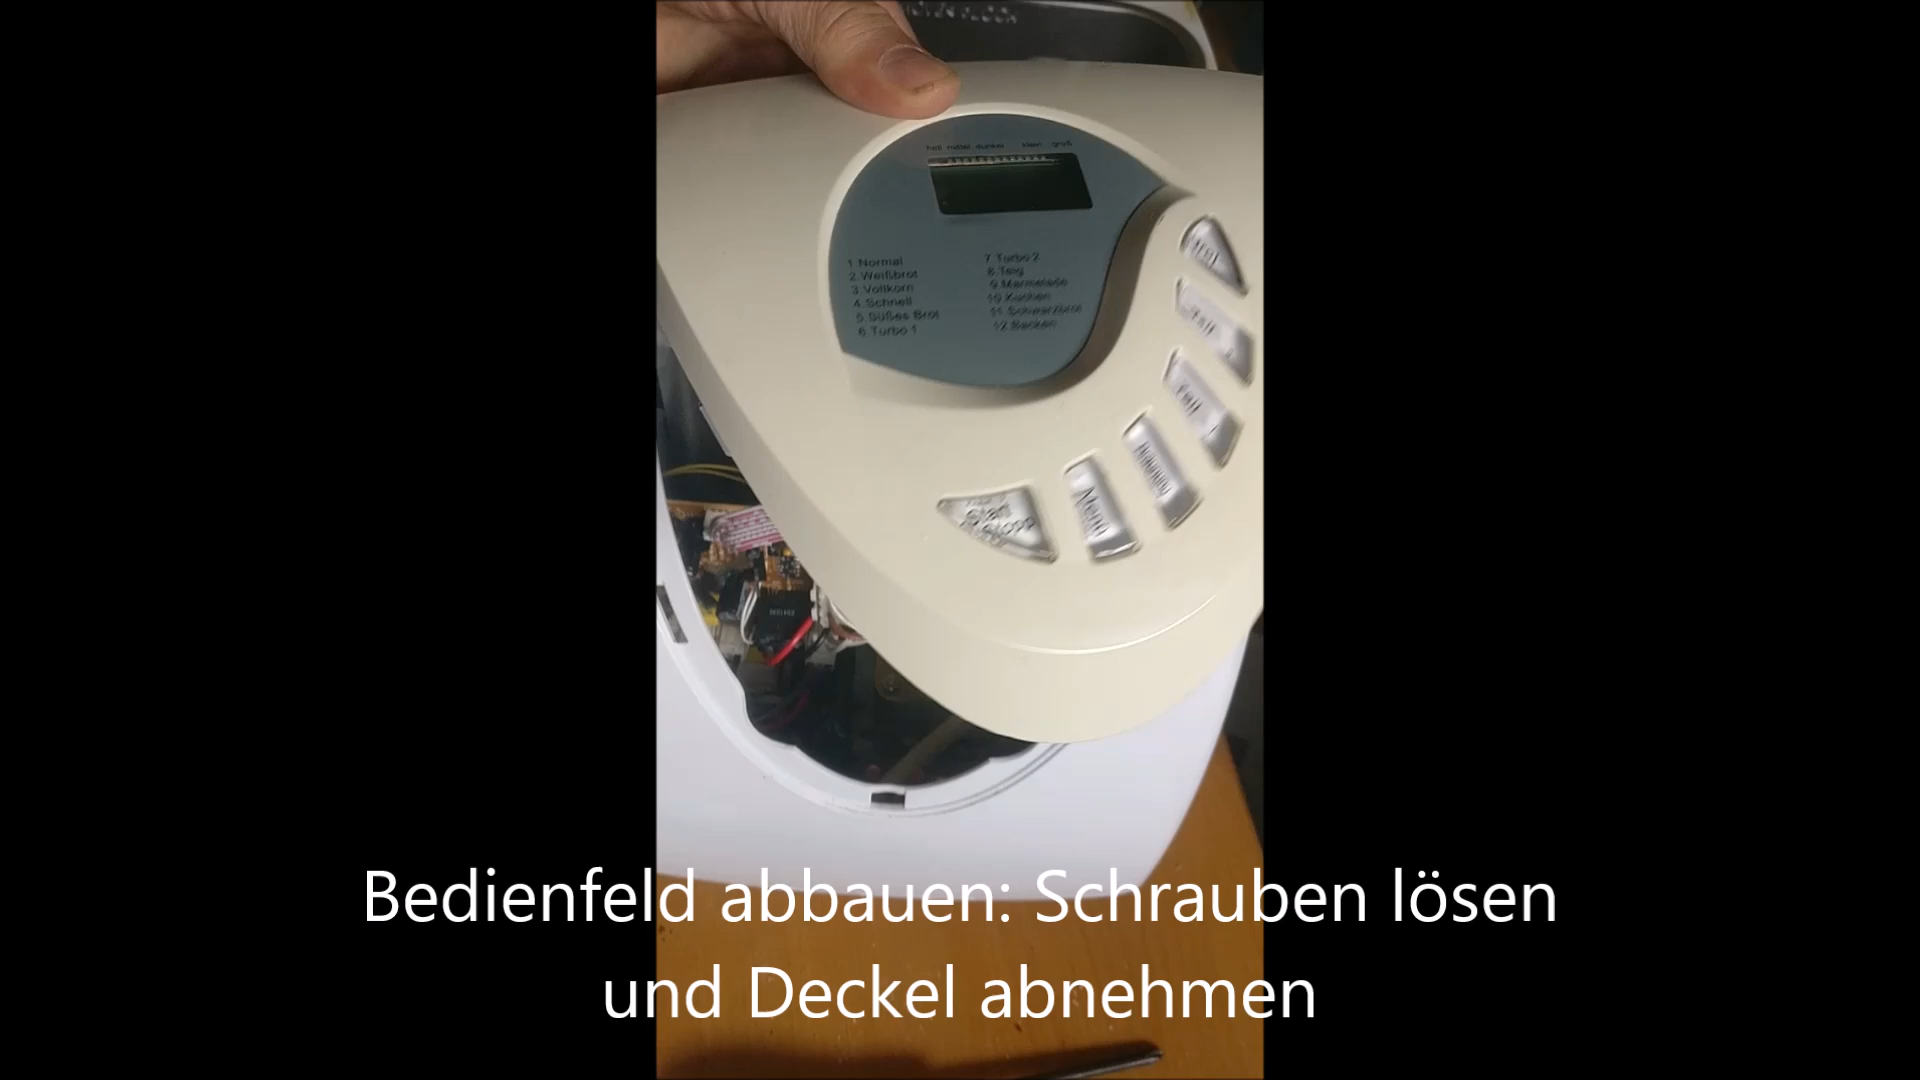 hell mittel dunkel klein groß
1.Normal
2.Weißbrot
3.Vollkorn
4.Schnell
5.Süßes Brot
6.Turbo 1
7.Turbo 2
8.Teig
9.Marmelade
10.Kuchen
11.Schwarzbrot
12.Backen
Zeit
Menü
Start
Stopp
Bedienfeld abbauen: Schrauben lösen
und Deckel abnehmen